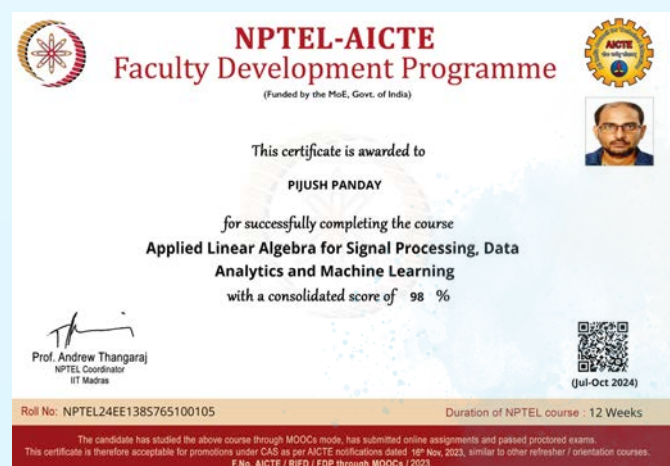 NPTEL-AICTE
Faculty Development Programme
(Funded by the MoE, Govt. of India)
AICTE
This certificate is awarded to
PIJUSH PANDAY
for successfully completing the course
Applied Linear Algebra for Signal Processing, Data
Analytics and Machine Learning
with a consolidated score of 98 %
Prof. Andrew Thangaraj
NPTEL Coordinator
IIT Madras
(Jul-Oct 2024)
Roll No: NPTEL24EE138S765100105
Duration of NPTEL course : 12 Weeks
The candidate has studied the above course through MOOCs mode, has submitted online assignments and passed proctored exams.
This certificate is therefore acceptable for promotions under CAS as per AICTE notifications dated 16th Nov, 2023, similar to other refresher / orientation courses.
F.No. AICTE / RIFD / FDP through MOOCs / 2023